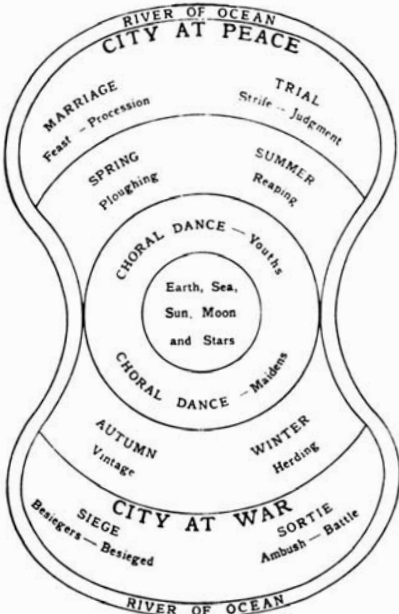 RIVER OF OCEAN
CITY AT PEACE
MARRIAGE
Feast — Procession
TRIAL
Strife — Judgment
SPRING
Ploughing
SUMMER
Reaping
CHORAL DANCE — Youths
Earth, Sea,
Sun, Moon
and Stars
CHORAL DANCE — Maidens
AUTUMN
Vintage
WINTER
Herding
CITY AT WAR
SIEGE
Besiegers — Besieged
SORTIE
Ambush — Battle
RIVER OF OCEAN